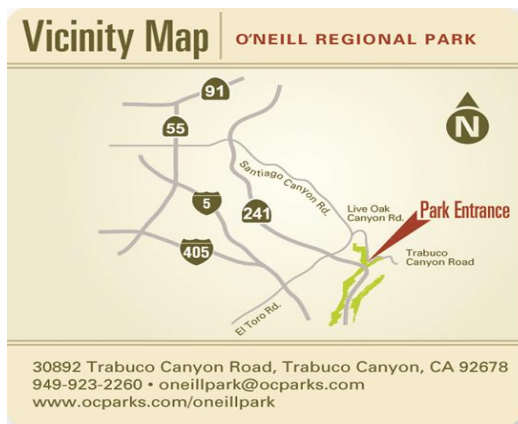 Vicinity Map
O'NEILL REGIONAL PARK
91
55
N
Santiago Canyon Rd.
5
241
Live Oak
Canyon Rd.
Park Entrance
405
Trabuco
Canyon Road
El Toro Rd.
30892 Trabuco Canyon Road, Trabuco Canyon, CA 92678
949-923-2260 • oneillpark@ocparks.com
www.ocparks.com/oneillpark